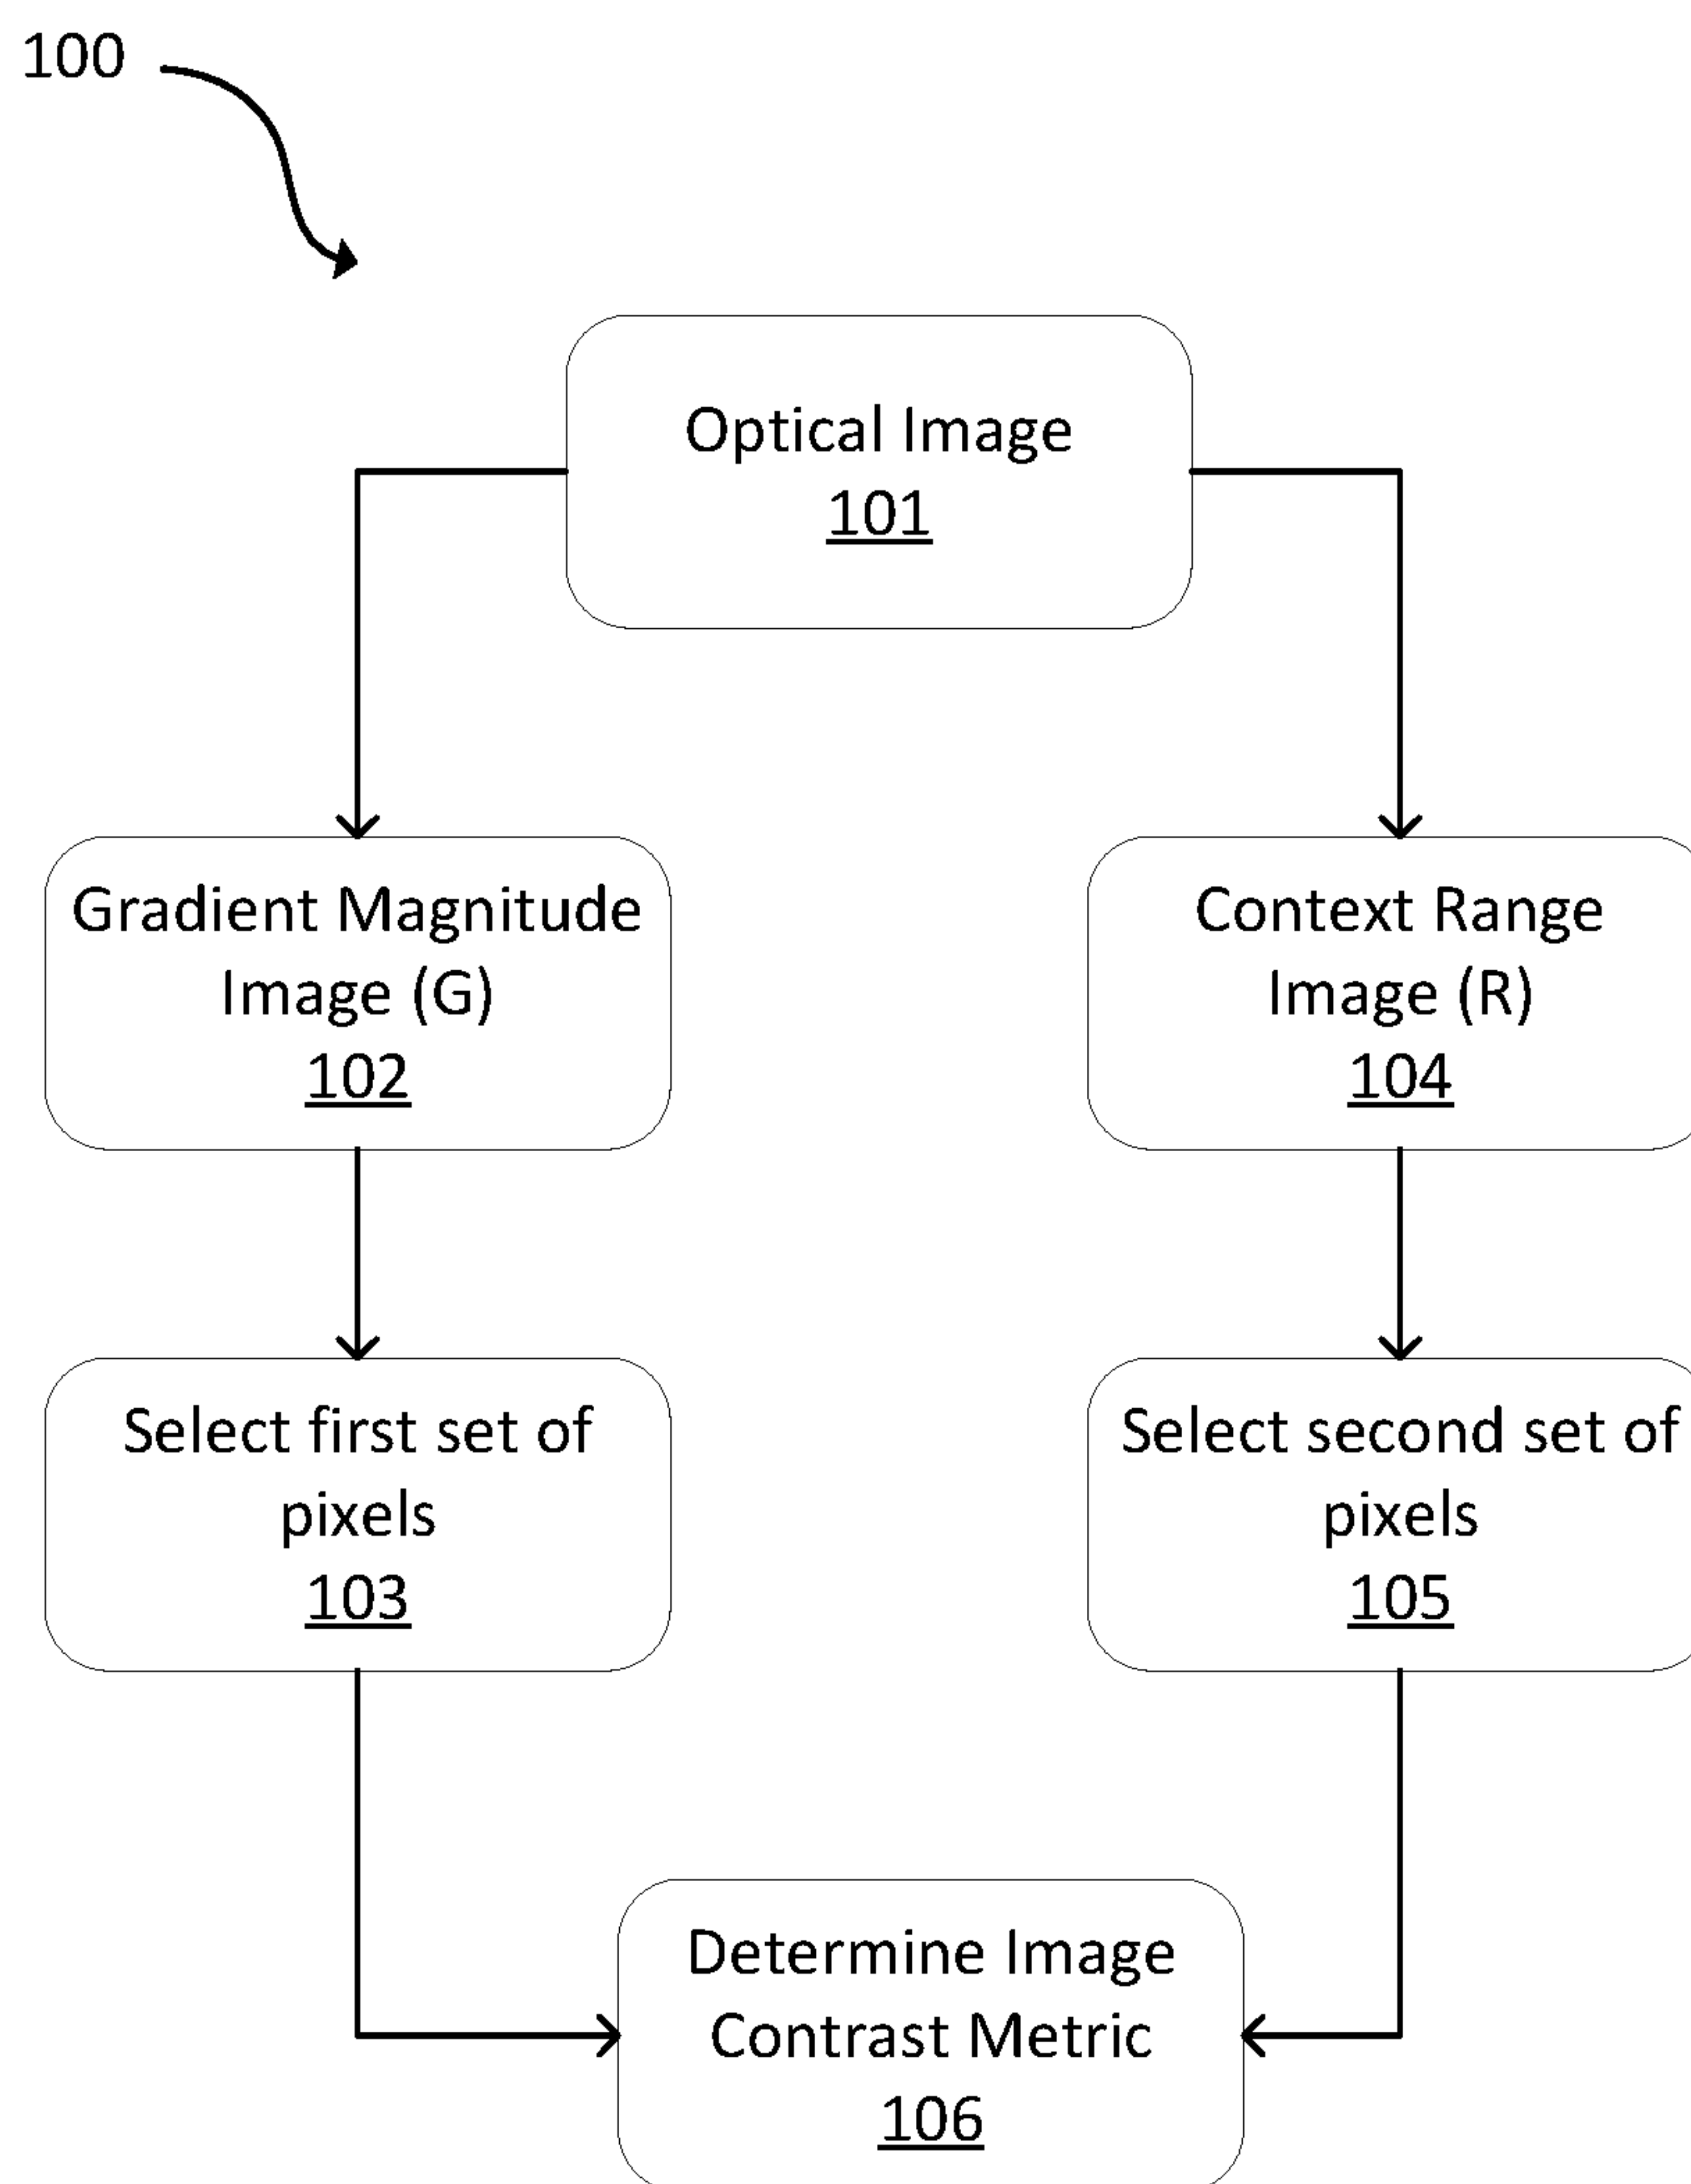 100
Optical Image
101
Gradient Magnitude
Image (G)
102
Context Range
Image (R)
104
Select first set of
pixels
103
Select second set of
pixels
105
Determine Image
Contrast Metric
106